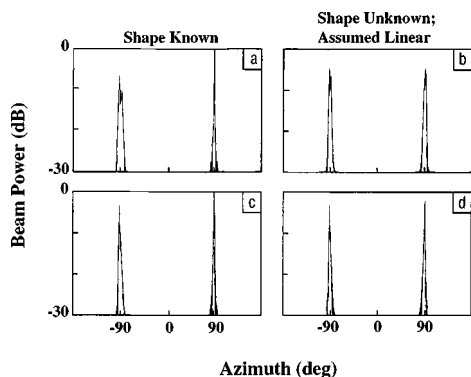 Shape Known
Shape Unknown;
Assumed Linear
0
a
b
Beam Power (dB)
-30
0
c
d
-30
-90 0 90
-90 0 90
Azimuth (deg)